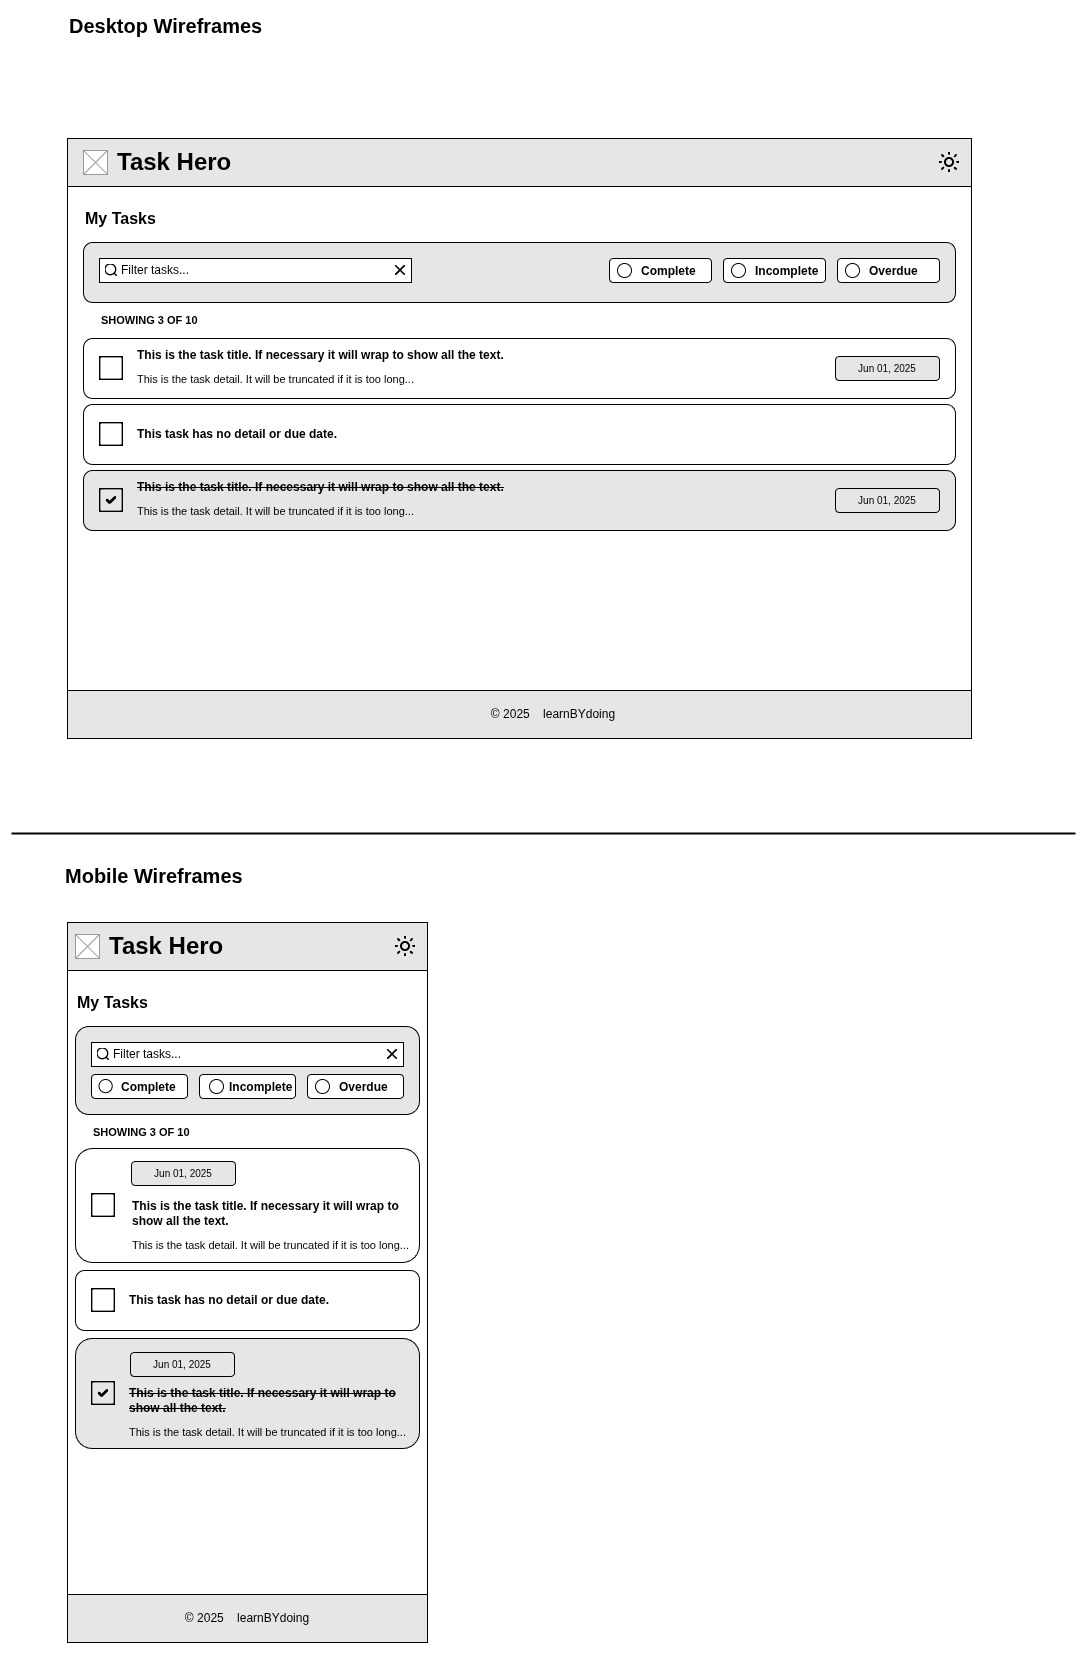 Desktop Wireframes
Task Hero
My Tasks
Filter tasks...
Complete
Incomplete
Overdue
SHOWING 3 OF 10
This is the task title. If necessary it will wrap to show all the text.
This is the task detail. It will be truncated if it is too long...
Jun 01, 2025
This task has no detail or due date.
This is the task title. If necessary it will wrap to show all the text.
This is the task detail. It will be truncated if it is too long...
Jun 01, 2025
© 2025 learnBYdoing
Mobile Wireframes
Task Hero
My Tasks
Filter tasks...
Complete
Incomplete
Overdue
SHOWING 3 OF 10
Jun 01, 2025
This is the task title. If necessary it will wrap to
show all the text.
This is the task detail. It will be truncated if it is too long...
This task has no detail or due date.
Jun 01, 2025
This is the task title. If necessary it will wrap to
show all the text.
This is the task detail. It will be truncated if it is too long...
© 2025 learnBYdoing